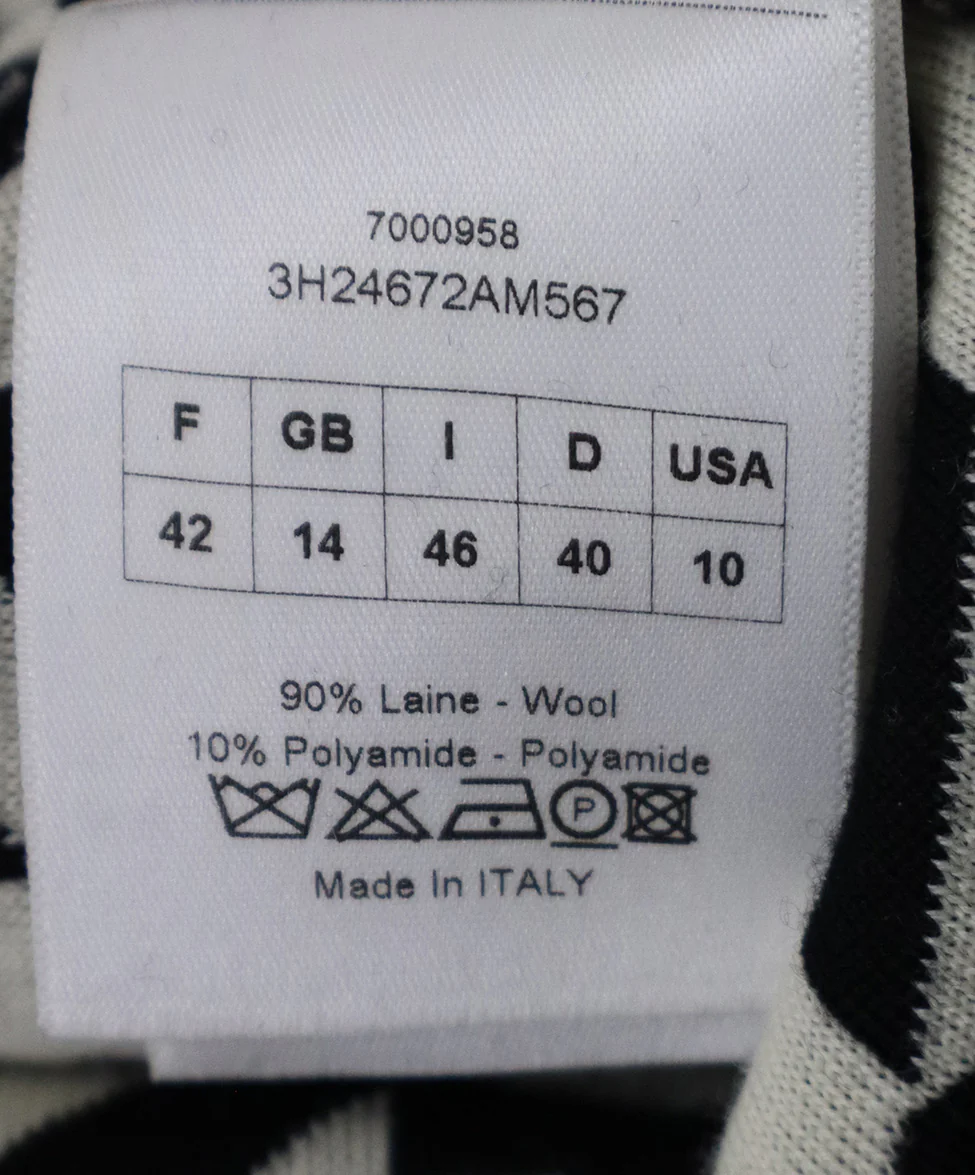 7000958
3H24672AM567
F GB I D USA
42 14 46 40 10
90% Laine - Wool
10% Polyamide - Polyamide
P
Made In ITALY